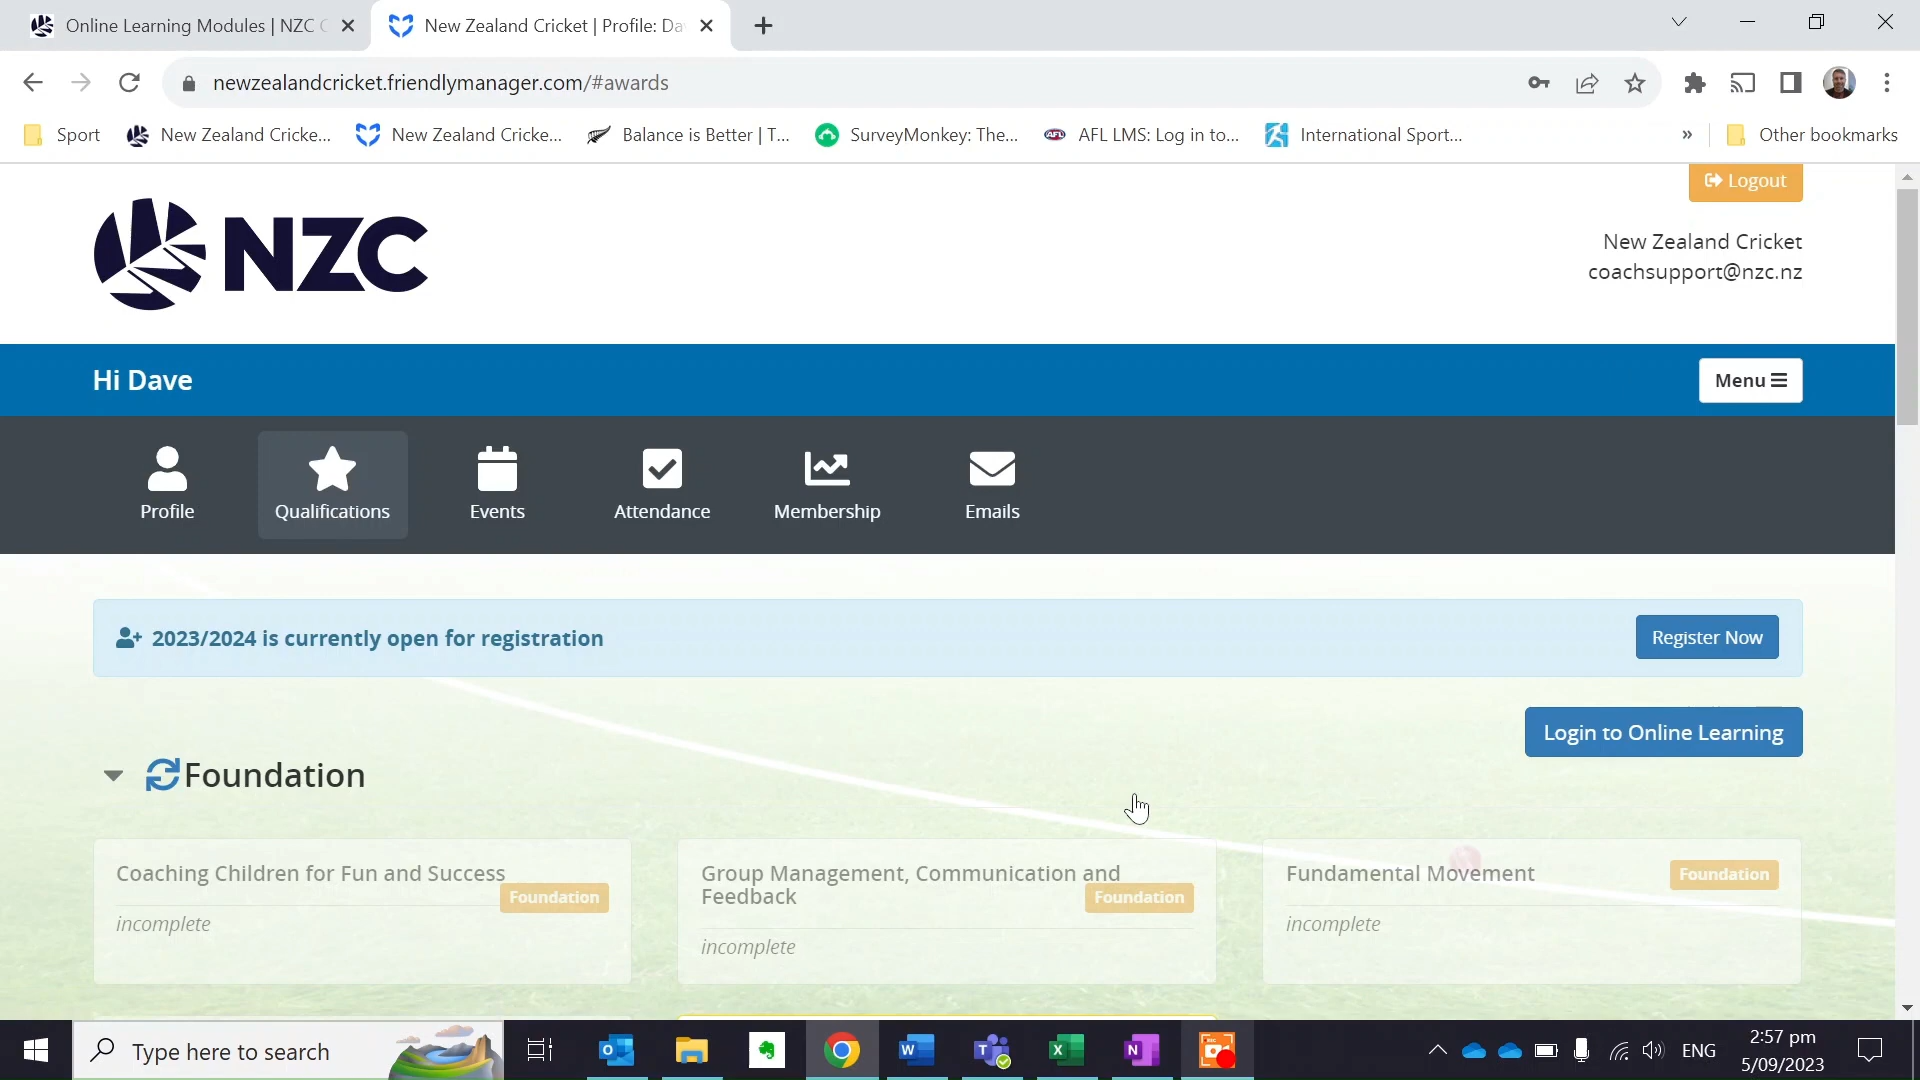 Online Learning Modules | NZC C
New Zealand Cricket | Profile: Da
newzealandcricket.friendlymanager.com/#awards
Sport
New Zealand Cricke...
New Zealand Cricke...
Balance is Better | T...
SurveyMonkey: The...
AFL LMS: Log in to...
International Sport...
»
Other bookmarks
Logout
NZC
New Zealand Cricket
coachsupport@nzc.nz
Hi Dave
Menu
Profile
Qualifications
Events
Attendance
Membership
Emails
2023/2024 is currently open for registration
Register Now
Login to Online Learning
Foundation
Coaching Children for Fun and Success
Foundation
incomplete
Group Management, Communication and
Feedback
Foundation
incomplete
Fundamental Movement
Foundation
incomplete
Type here to search
ENG
2:57 pm
5/09/2023